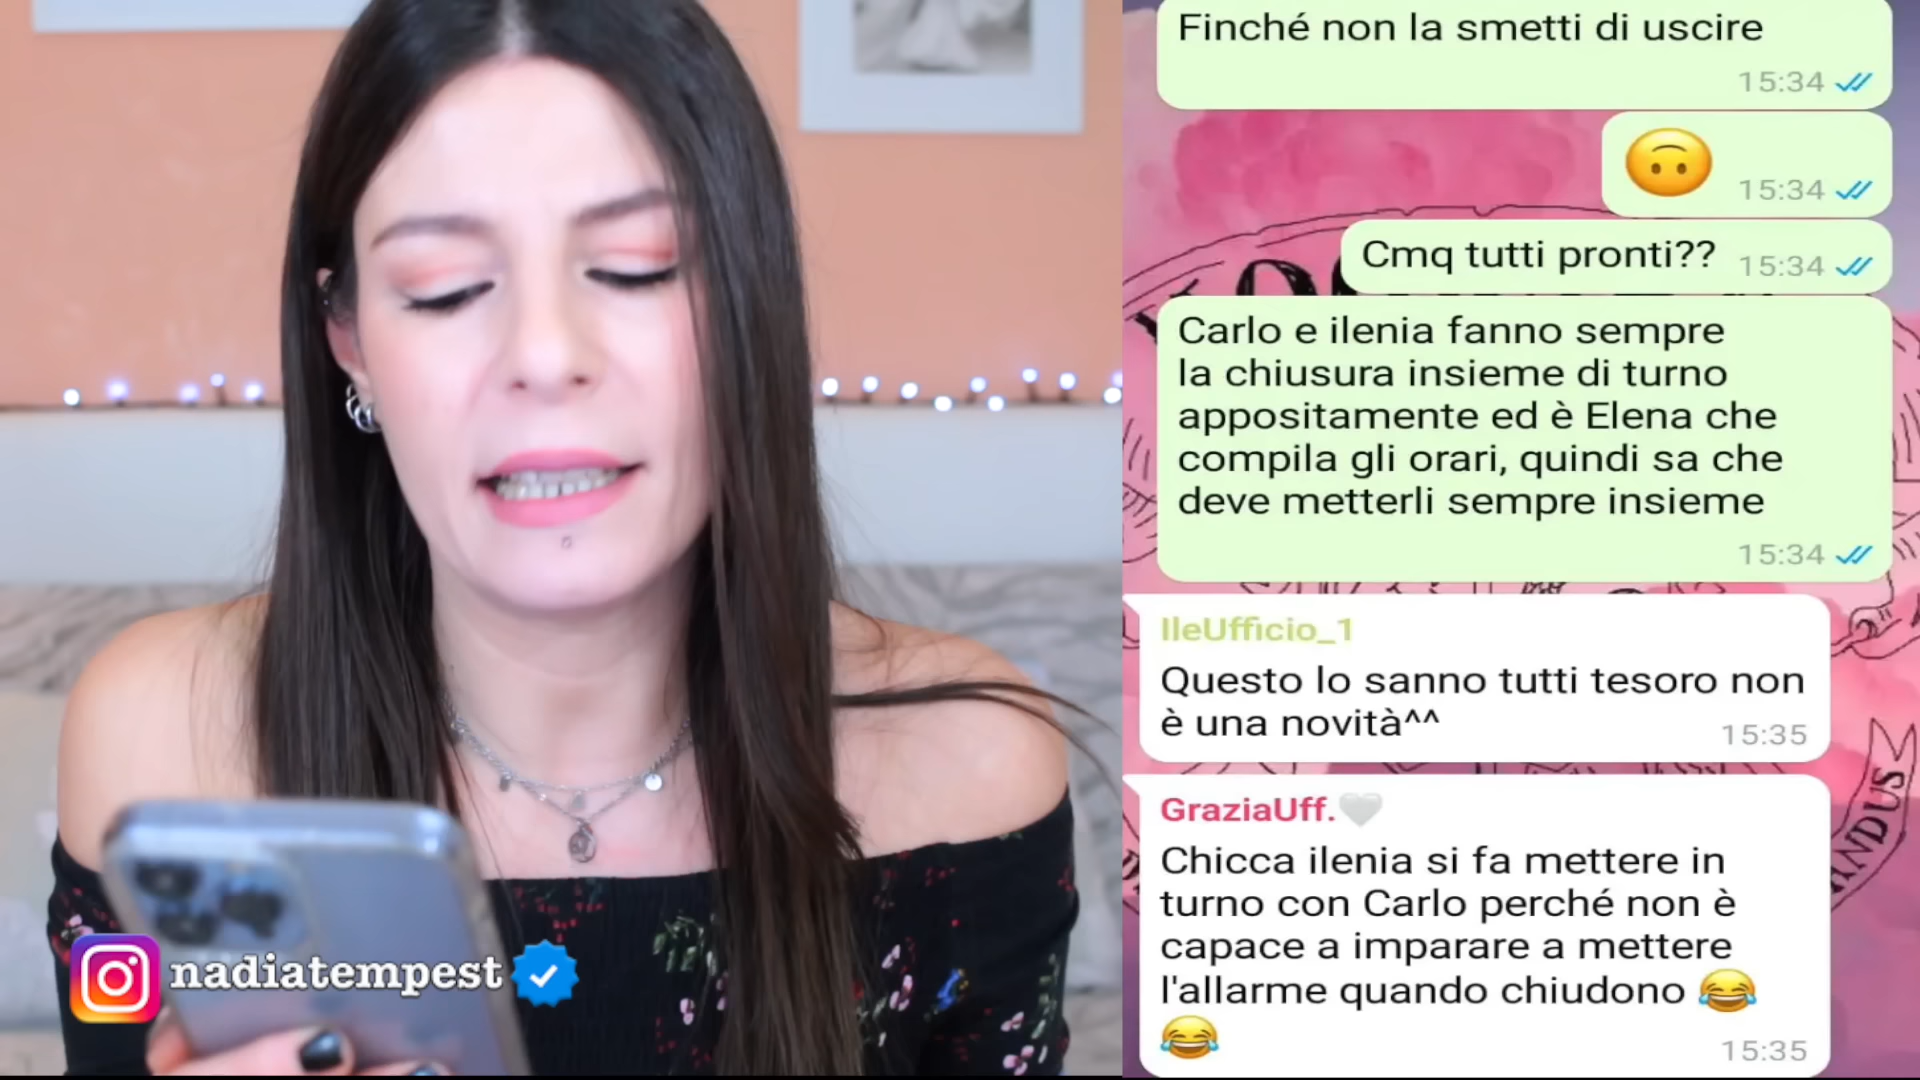 Finché non la smetti di uscire
15:34
🙃 15:34
Cmq tutti pronti?? 15:34
Carlo e ilenia fanno sempre
la chiusura insieme di turno
appositamente ed è Elena che
compila gli orari, quindi sa che
deve metterli sempre insieme
15:34
IleUfficio_1
Questo lo sanno tutti tesoro non
è una novità^^
15:35
GraziaUff.🤍
Chicca ilenia si fa mettere in
turno con Carlo perché non è
capace a imparare a mettere
l'allarme quando chiudono 😂
😂
15:35
nadiatempest